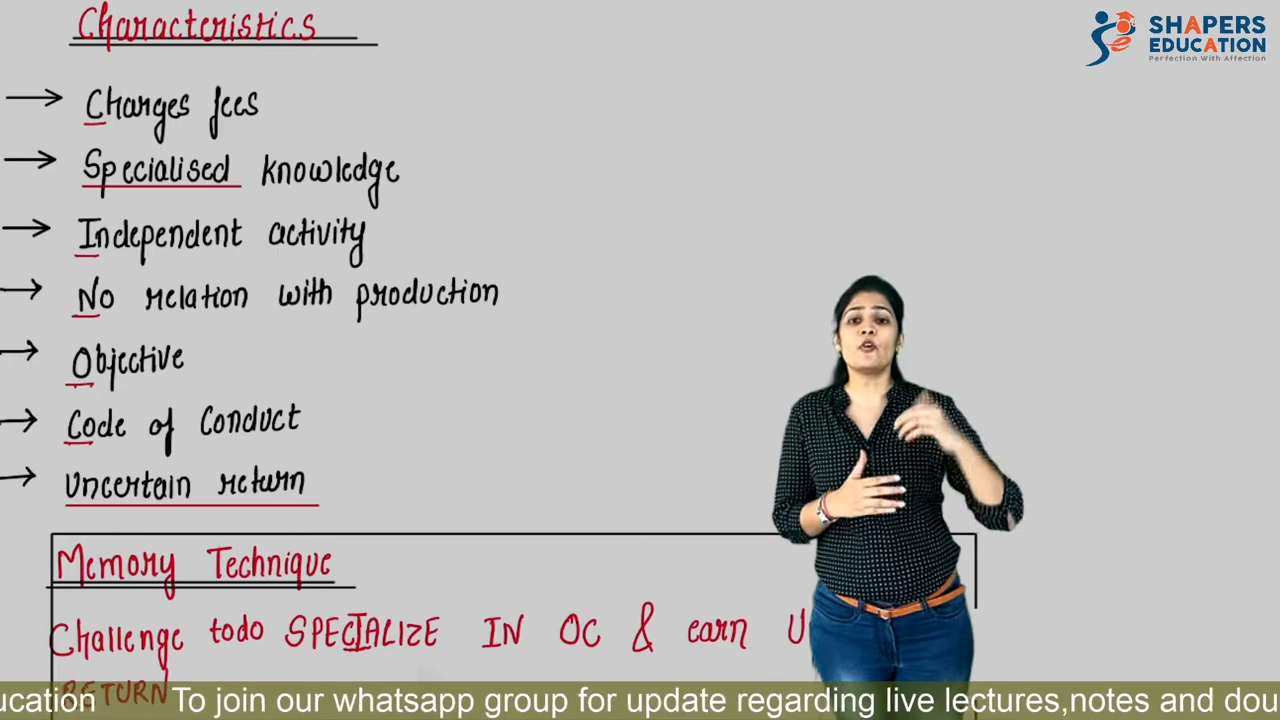 Characteristics
SHAPERS
EDUCATION
Perfection With Affection
→ Charges fees
→ Specialised knowledge
→ Independent activity
→ No relation with production
→ Objective
→ Code of Conduct
→ Uncertain return
Memory Technique
Challenge todo SPECIALIZE IN OC & earn U
RETURN
ucation To join our whatsapp group for update regarding live lectures,notes and dou